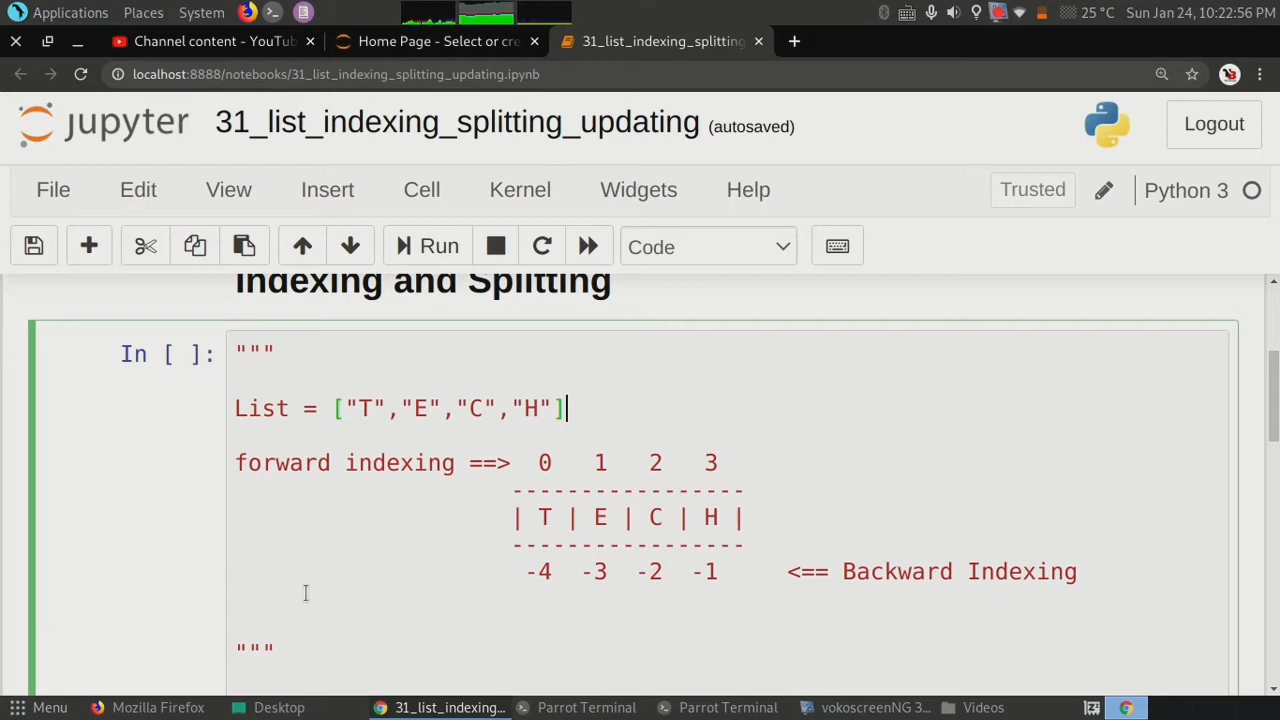 Applications Places System 25 °C Sun Jan 24, 10:22:56 PM
Channel content - YouTu Home Page - Select or cre 31_list_indexing_splitting
localhost:8888/notebooks/31_list_indexing_splitting_updating.ipynb
jupyter 31_list_indexing_splitting_updating (autosaved) Logout
File Edit View Insert Cell Kernel Widgets Help Trusted Python 3
Run Code
Indexing and Splitting
In [ ]: """
List = ["T","E","C","H"]
forward indexing ==> 0 1 2 3
-----------------
| T | E | C | H |
-----------------
-4 -3 -2 -1 <== Backward Indexing
"""
Menu Mozilla Firefox Desktop 31_list_indexing... Parrot Terminal Parrot Terminal vokoscreenNG 3... Videos